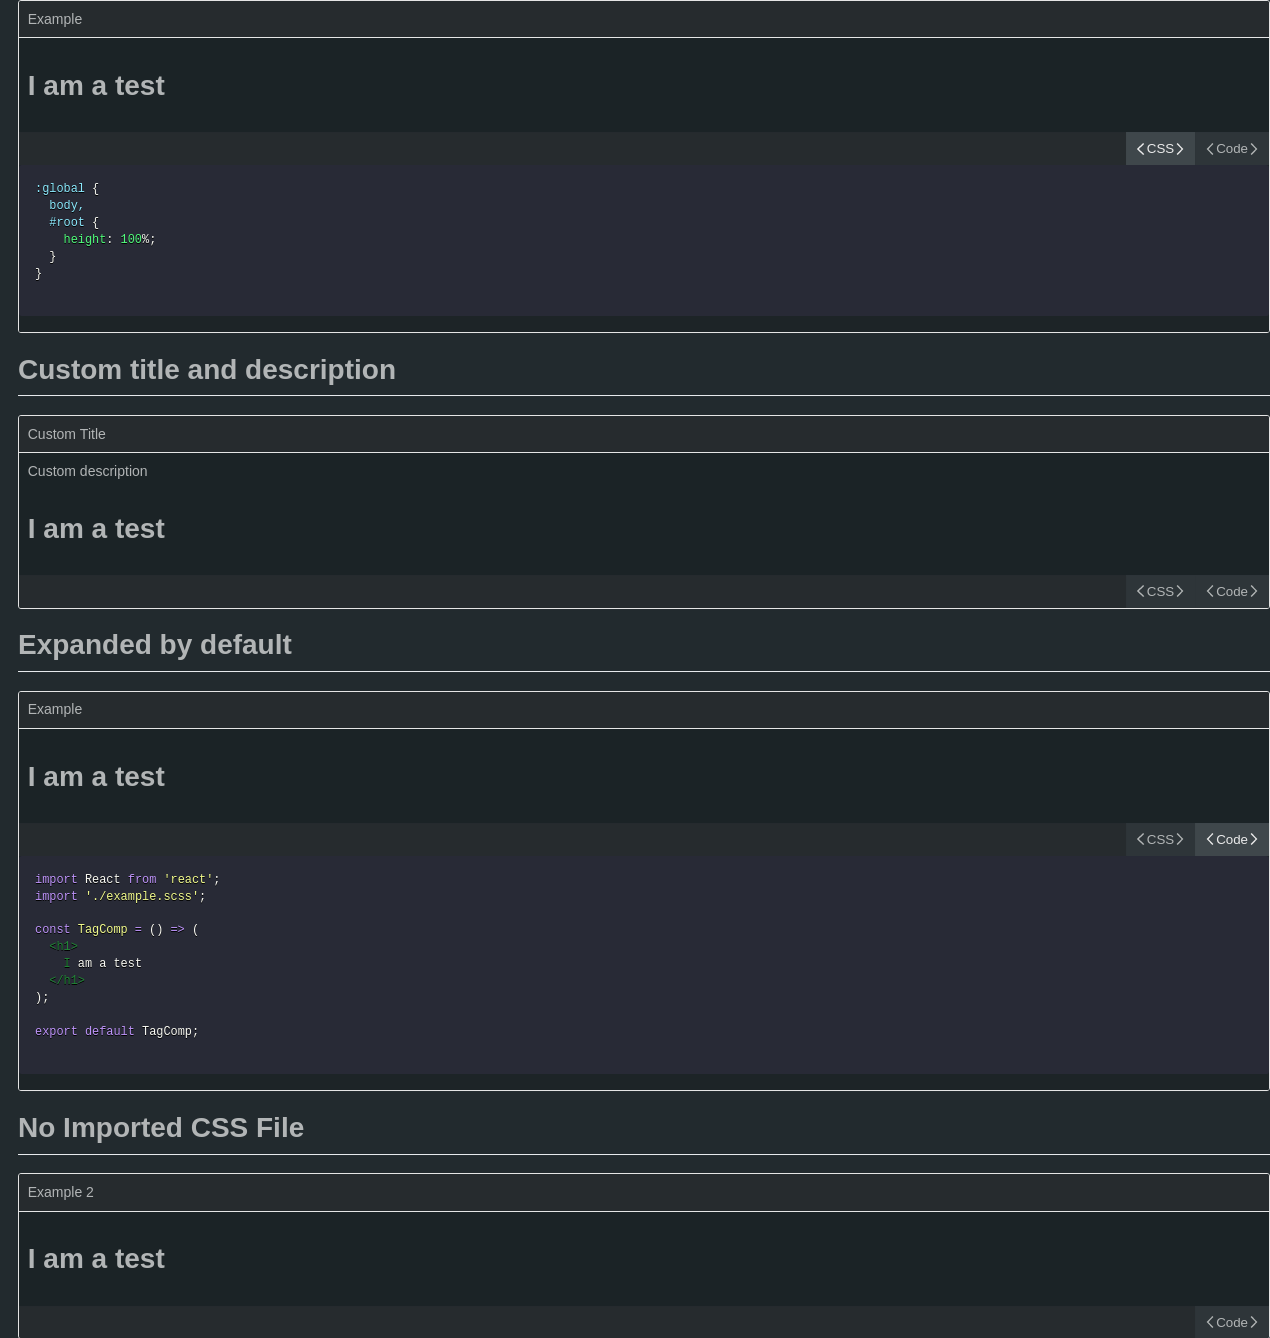 Example
I am a test
CSS Code
:global {
  body,
  #root {
    height: 100%;
  }
}
Custom title and description
Custom Title
Custom description
I am a test
CSS Code
Expanded by default
Example
I am a test
CSS Code
import React from 'react';
import './example.scss';
const TagComp = () => (
  <h1>
    I am a test
  </h1>
);
export default TagComp;
No Imported CSS File
Example 2
I am a test
Code